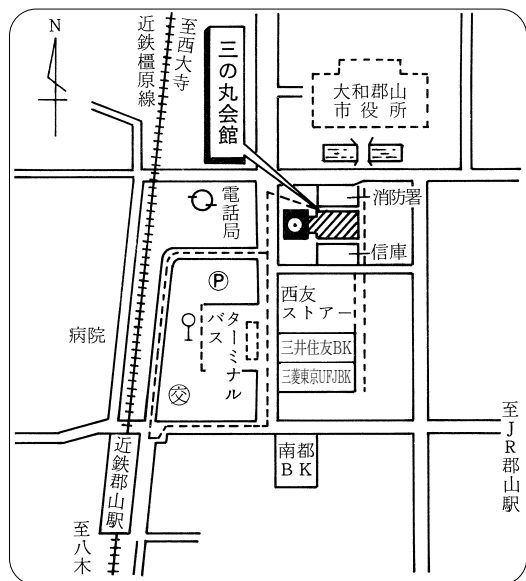 N
近鉄橿原線
至西大寺
三の丸会館
大和郡山
市役所
電話局
消防署
信庫
P
西友
ストアー
バス
ターミナル
三井住友BK
三菱東京UFJBK
病院
交
至JR郡山駅
近鉄郡山駅
南都
BK
至八木